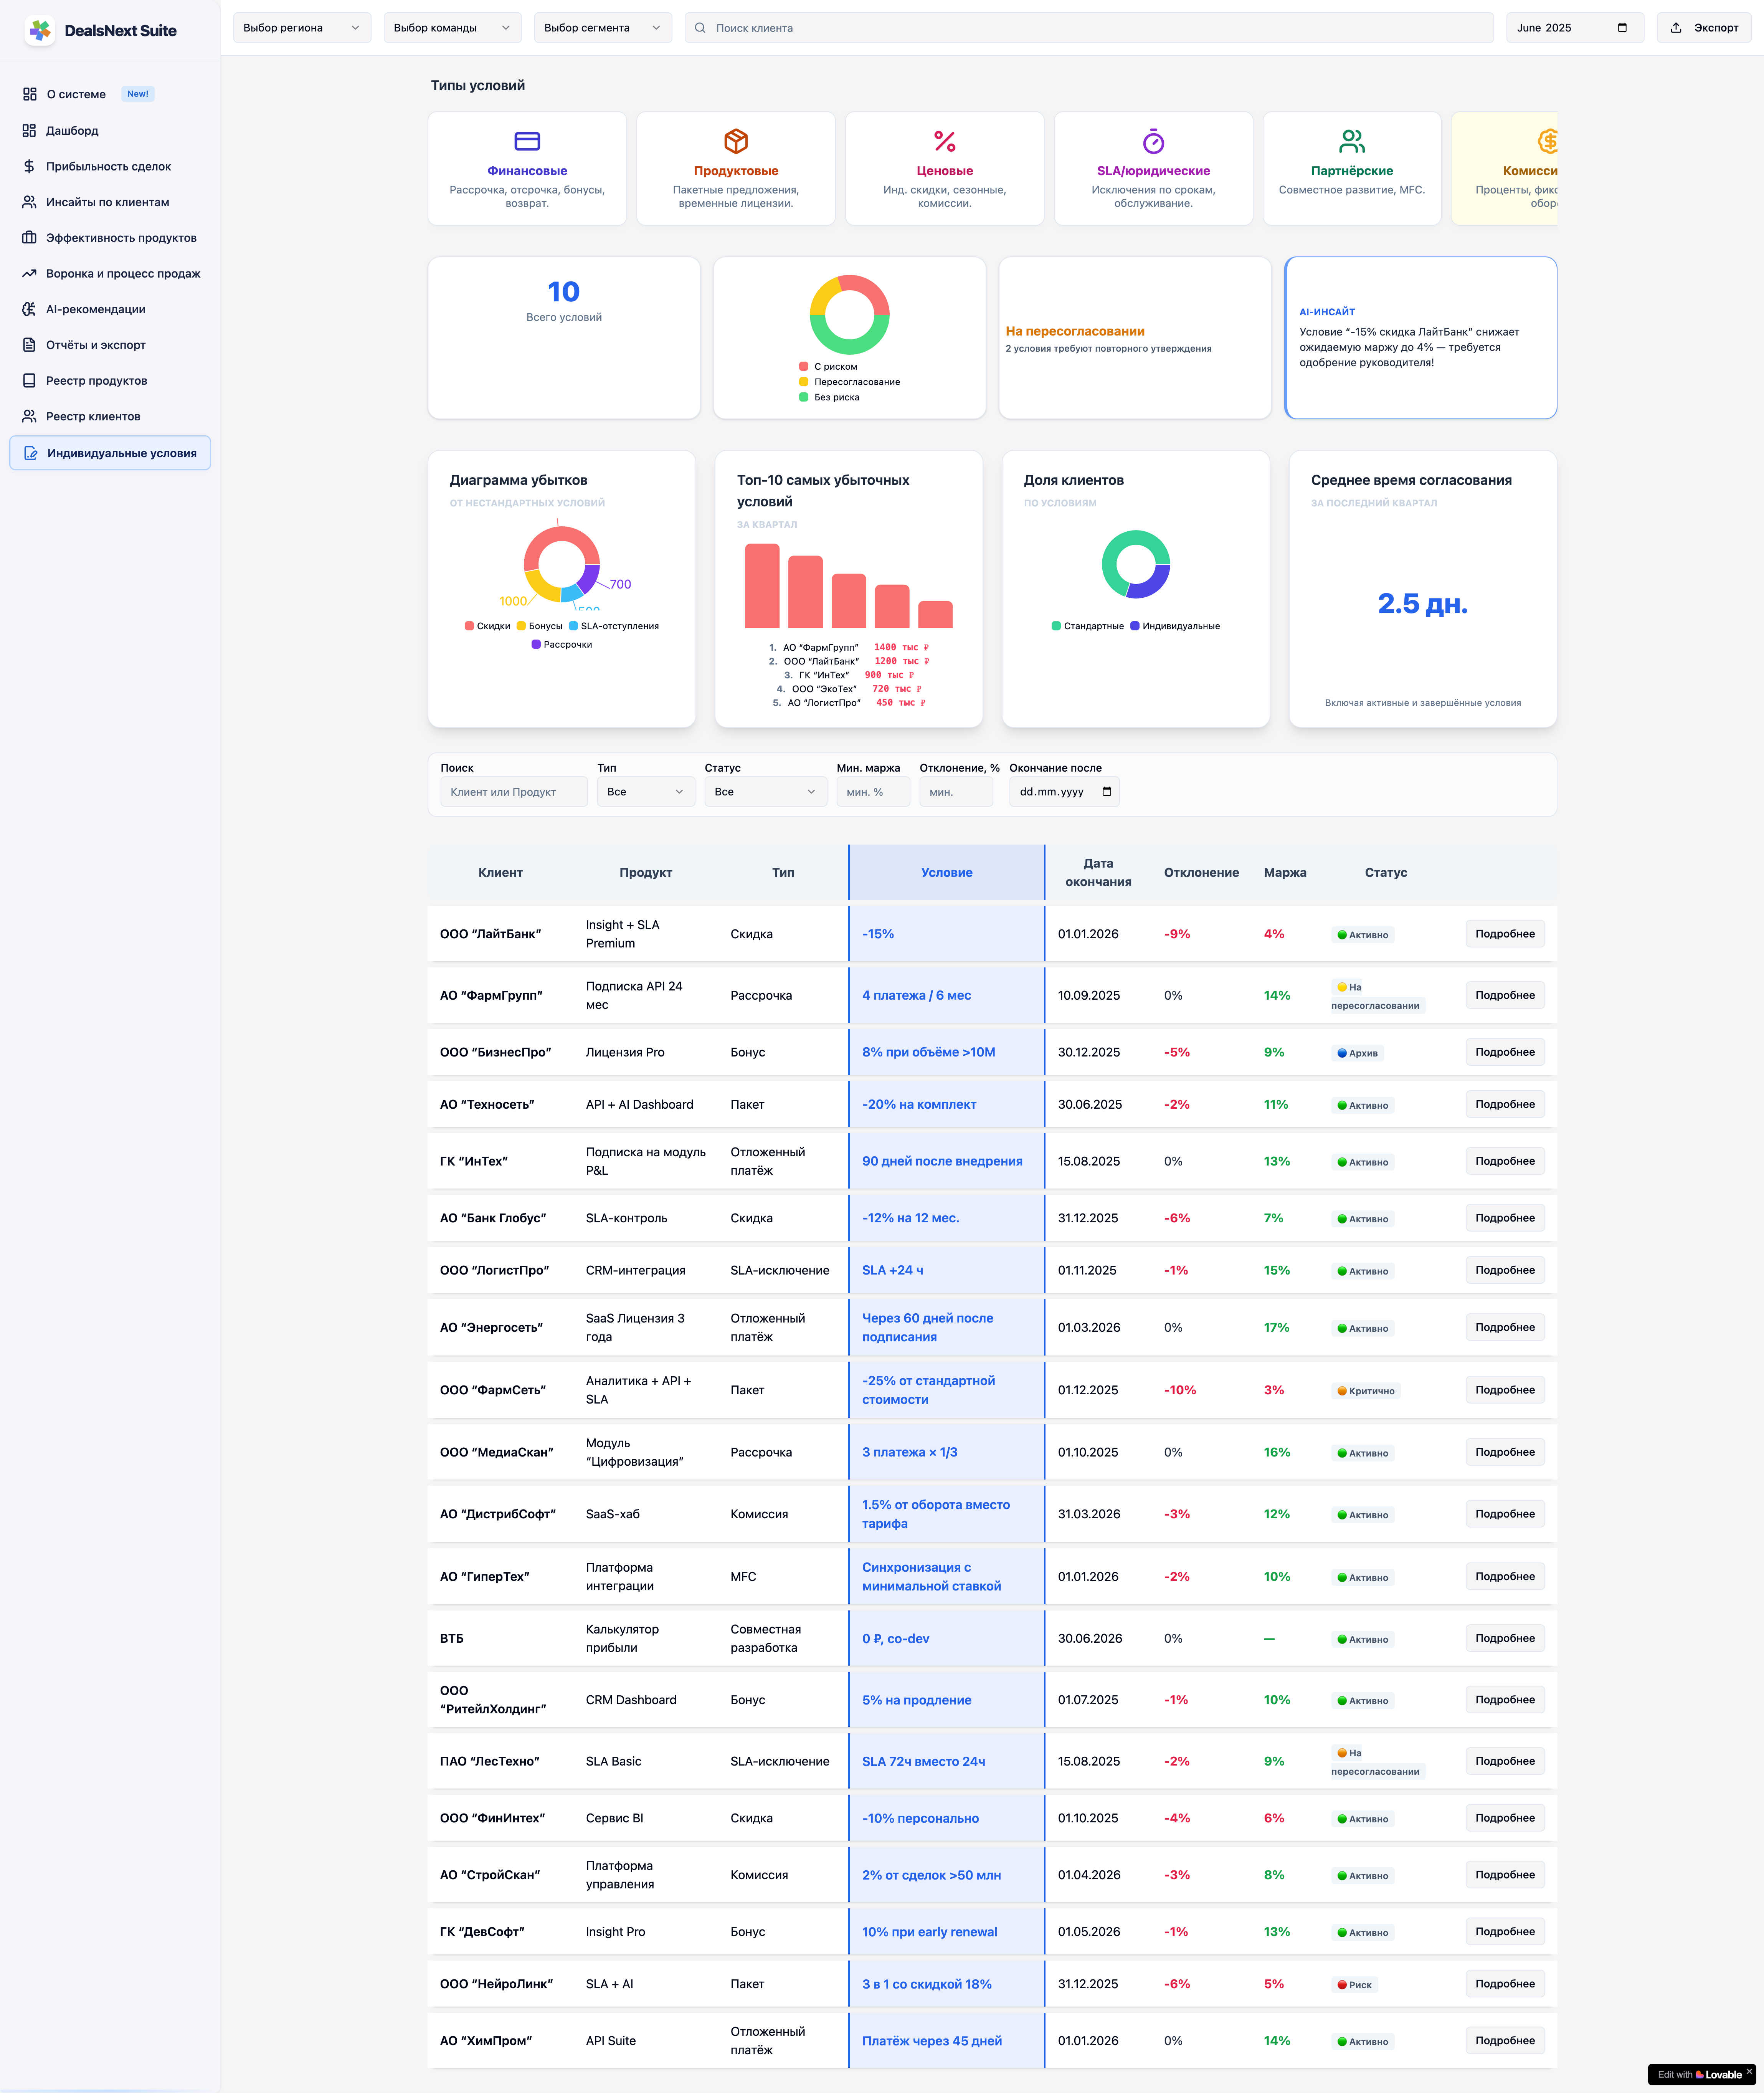 DealsNext Suite
Выбор региона
Выбор команды
Выбор сегмента
Поиск клиента
June 2025
Экспорт
О системе New!
Дашборд
Прибыльность сделок
Инсайты по клиентам
Эффективность продуктов
Воронка и процесс продаж
AI-рекомендации
Отчёты и экспорт
Реестр продуктов
Реестр клиентов
Индивидуальные условия
Типы условий
Финансовые
Рассрочка, отсрочка, бонусы,
возврат.
Продуктовые
Пакетные предложения,
временные лицензии.
Ценовые
Инд. скидки, сезонные,
комиссии.
SLA/юридические
Исключения по срокам,
обслуживание.
Партнёрские
Совместное развитие, MFC.
Комисси
Проценты, фикс
обор
10
Всего условий
С риском
Пересогласование
Без риска
На пересогласовании
2 условия требуют повторного утверждения
AI-ИНСАЙТ
Условие “-15% скидка ЛайтБанк” снижает
ожидаемую маржу до 4% — требуется
одобрение руководителя!
Диаграмма убытков
ОТ НЕСТАНДАРТНЫХ УСЛОВИЙ
700
1000
500
Скидки Бонусы SLA-отступления
Рассрочки
Топ-10 самых убыточных
условий
ЗА КВАРТАЛ
1. АО “ФармГрупп” 1400 тыс ₽
2. ООО “ЛайтБанк” 1200 тыс ₽
3. ГК “ИнТех” 900 тыс ₽
4. ООО “ЭкоТех” 720 тыс ₽
5. АО “ЛогистПро” 450 тыс ₽
Доля клиентов
ПО УСЛОВИЯМ
Стандартные Индивидуальные
Среднее время согласования
ЗА ПОСЛЕДНИЙ КВАРТАЛ
2.5 дн.
Включая активные и завершённые условия
Поиск Тип Статус Мин. маржа Отклонение, % Окончание после
Клиент или Продукт Все Все мин. % мин. dd.mm.yyyy
Клиент Продукт Тип Условие Дата окончания Отклонение Маржа Статус
ООО “ЛайтБанк” Insight + SLA Premium Скидка -15% 01.01.2026 -9% 4% Активно Подробнее
АО “ФармГрупп” Подписка API 24 мес Рассрочка 4 платежа / 6 мес 10.09.2025 0% 14% На пересогласовании Подробнее
ООО “БизнесПро” Лицензия Pro Бонус 8% при объёме >10М 30.12.2025 -5% 9% Архив Подробнее
АО “Техносеть” API + AI Dashboard Пакет -20% на комплект 30.06.2025 -2% 11% Активно Подробнее
ГК “ИнТех” Подписка на модуль P&L Отложенный платёж 90 дней после внедрения 15.08.2025 0% 13% Активно Подробнее
АО “Банк Глобус” SLA-контроль Скидка -12% на 12 мес. 31.12.2025 -6% 7% Активно Подробнее
ООО “ЛогистПро” CRM-интеграция SLA-исключение SLA +24 ч 01.11.2025 -1% 15% Активно Подробнее
АО “Энергосеть” SaaS Лицензия 3 года Отложенный платёж Через 60 дней после подписания 01.03.2026 0% 17% Активно Подробнее
ООО “ФармСеть” Аналитика + API + SLA Пакет -25% от стандартной стоимости 01.12.2025 -10% 3% Критично Подробнее
ООО “МедиаСкан” Модуль “Цифровизация” Рассрочка 3 платежа × 1/3 01.10.2025 0% 16% Активно Подробнее
АО “ДистрибСофт” SaaS-хаб Комиссия 1.5% от оборота вместо тарифа 31.03.2026 -3% 12% Активно Подробнее
АО “ГиперТех” Платформа интеграции MFC Синхронизация с минимальной ставкой 01.01.2026 -2% 10% Активно Подробнее
ВТБ Калькулятор прибыли Совместная разработка 0 ₽, co-dev 30.06.2026 0% — Активно Подробнее
ООО “РитейлХолдинг” CRM Dashboard Бонус 5% на продление 01.07.2025 -1% 10% Активно Подробнее
ПАО “ЛесТехно” SLA Basic SLA-исключение SLA 72ч вместо 24ч 15.08.2025 -2% 9% На пересогласовании Подробнее
ООО “ФинИнтех” Сервис BI Скидка -10% персонально 01.10.2025 -4% 6% Активно Подробнее
АО “СтройСкан” Платформа управления Комиссия 2% от сделок >50 млн 01.04.2026 -3% 8% Активно Подробнее
ГК “ДевСофт” Insight Pro Бонус 10% при early renewal 01.05.2026 -1% 13% Активно Подробнее
ООО “НейроЛинк” SLA + AI Пакет 3 в 1 со скидкой 18% 31.12.2025 -6% 5% Риск Подробнее
АО “ХимПром” API Suite Отложенный платёж Платёж через 45 дней 01.01.2026 0% 14% Активно Подробнее
Edit with Lovable